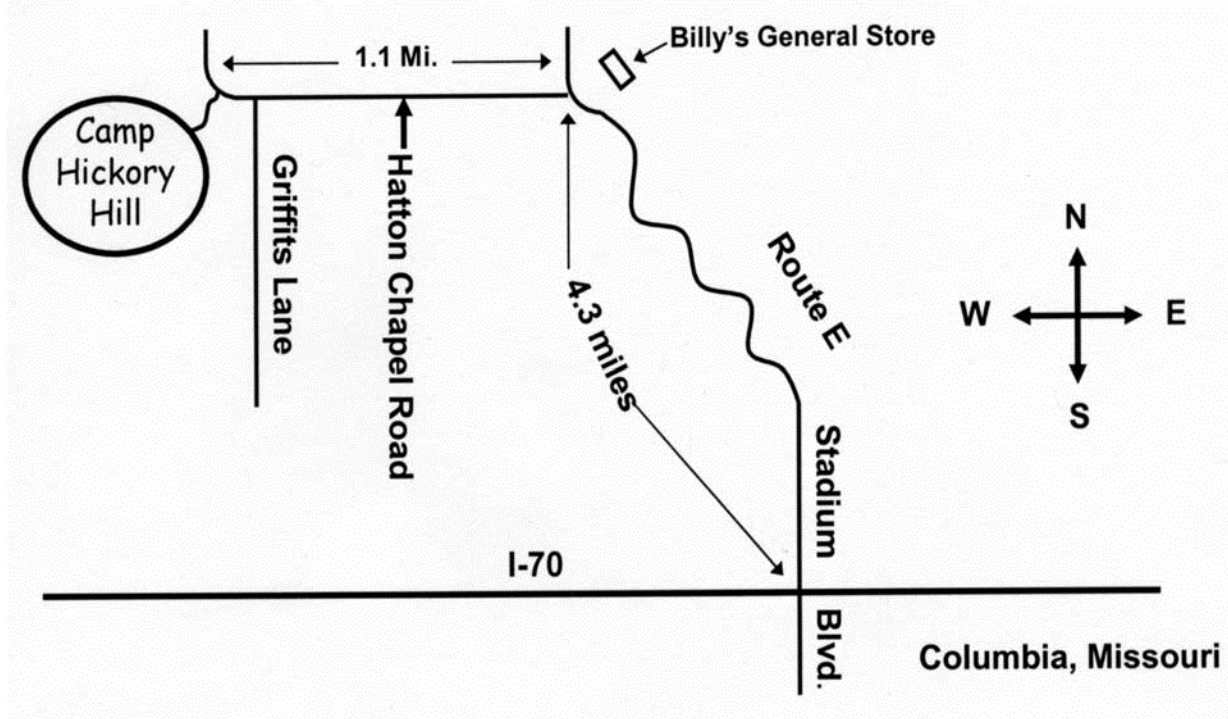 Billy's General Store
1.1 Mi.
Camp
Hickory
Hill
Griffits Lane
Hatton Chapel Road
4.3 miles
Route E
N
W
E
S
Stadium
Blvd.
I-70
Columbia, Missouri